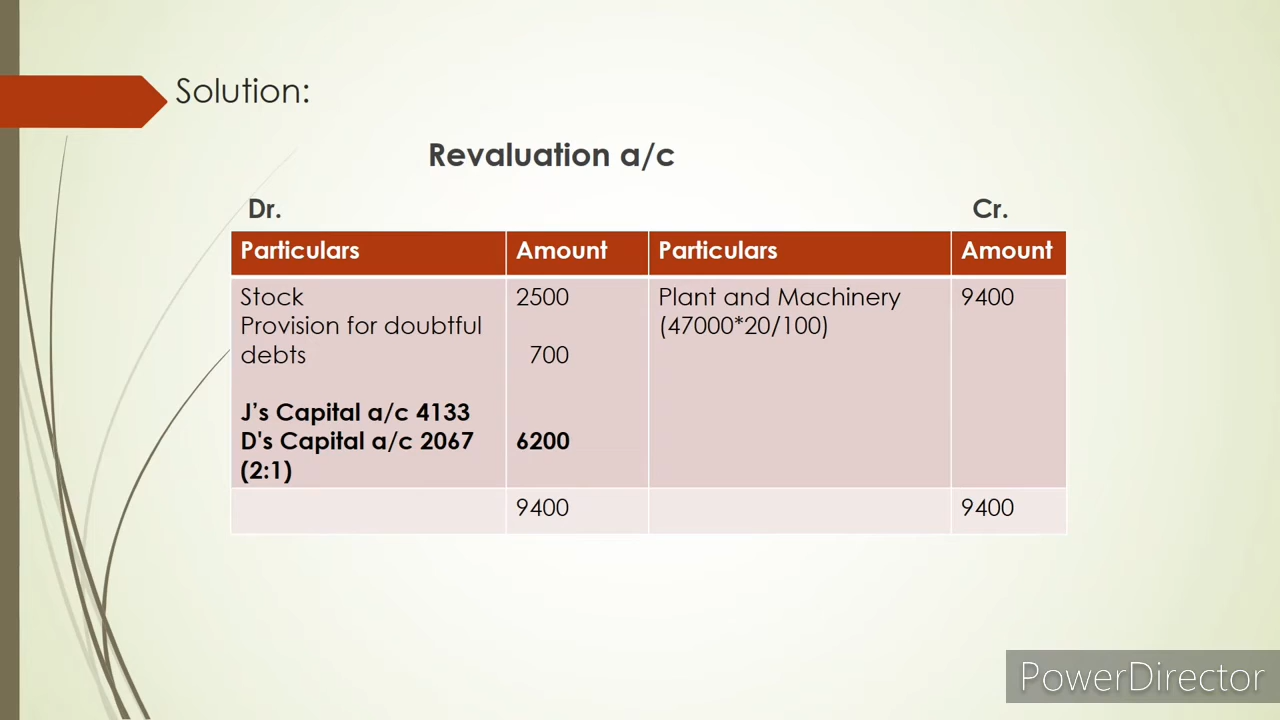 Solution:
Revaluation a/c
Dr. Cr.
Particulars Amount Particulars Amount
Stock 2500 Plant and Machinery 9400
Provision for doubtful (47000*20/100)
debts 700
J’s Capital a/c 4133
D's Capital a/c 2067 6200
(2:1)
9400 9400
PowerDirector